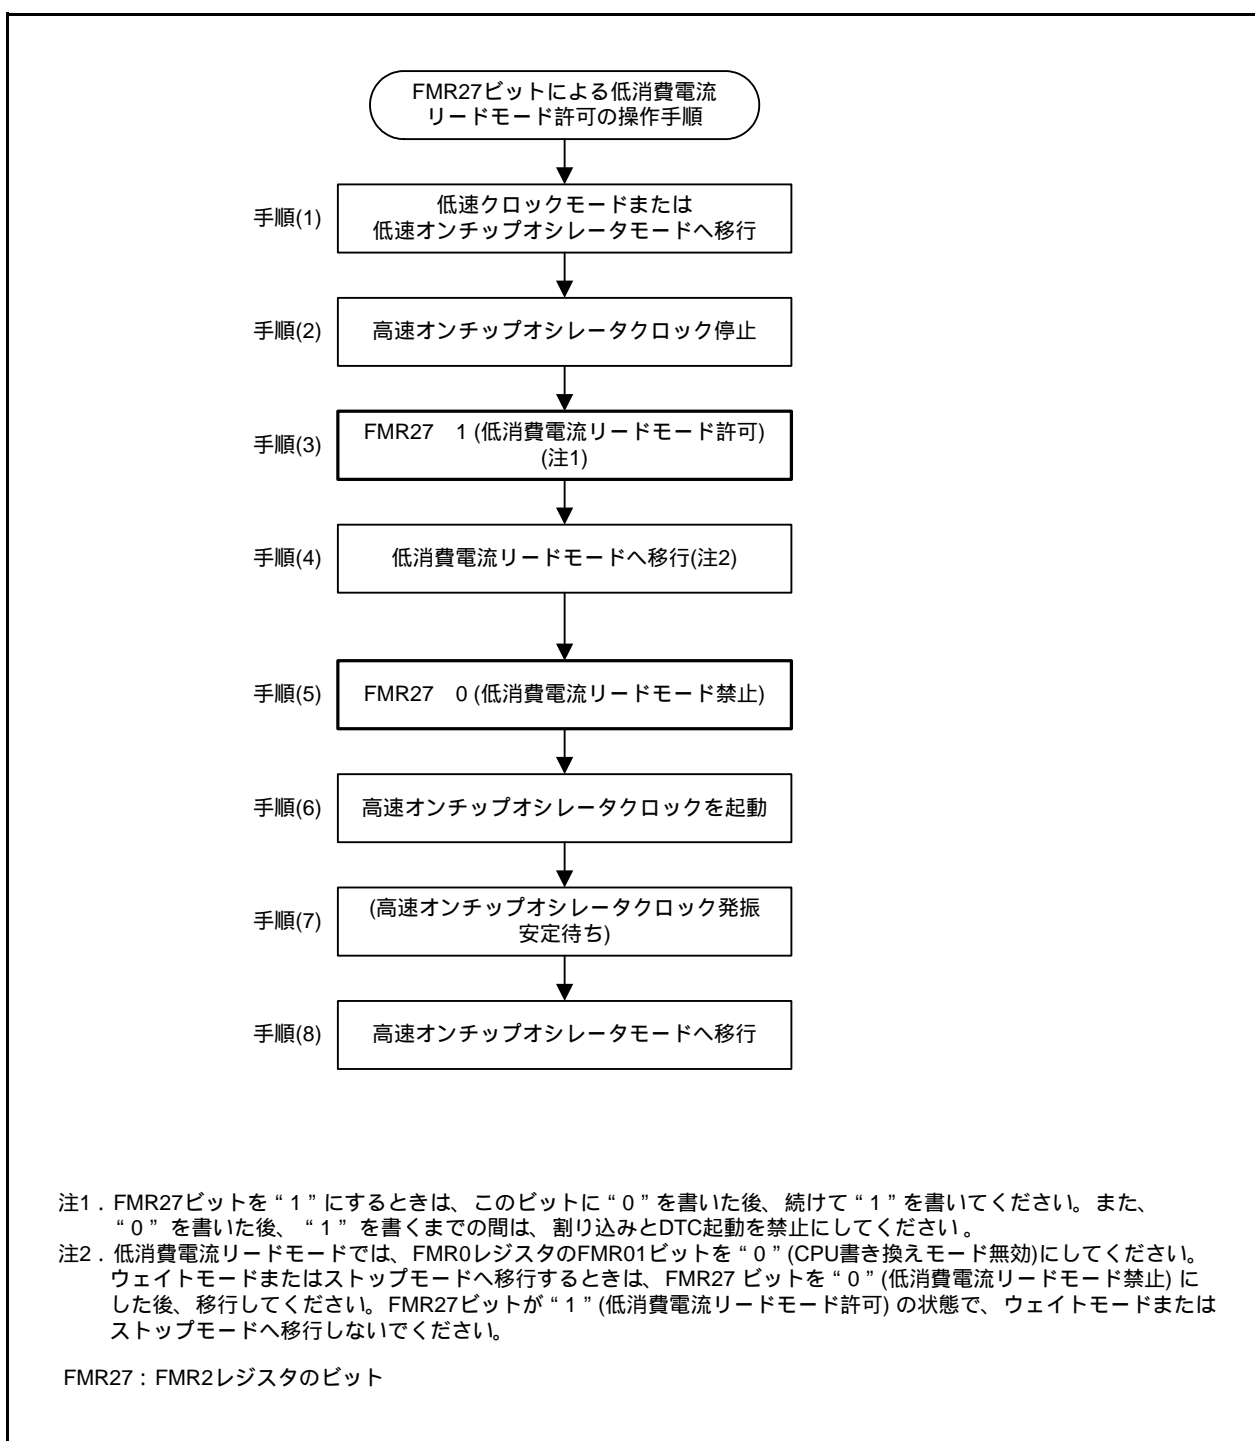 FMR27ビットによる低消費電流
リードモード許可の操作手順
手順(1)
低速クロックモードまたは
低速オンチップオシレータモードへ移行
手順(2)
高速オンチップオシレータクロック停止
手順(3)
FMR27　1 (低消費電流リードモード許可)
(注1)
手順(4)
低消費電流リードモードへ移行(注2)
手順(5)
FMR27　0 (低消費電流リードモード禁止)
手順(6)
高速オンチップオシレータクロックを起動
手順(7)
(高速オンチップオシレータクロック発振
安定待ち)
手順(8)
高速オンチップオシレータモードへ移行
注1．FMR27ビットを“1”にするときは、このビットに“0”を書いた後、続けて“1”を書いてください。また、
“0” を書いた後、 “1” を書くまでの間は、割り込みとDTC起動を禁止にしてください。
注2．低消費電流リードモードでは、FMR0レジスタのFMR01ビットを“0”(CPU書き換えモード無効)にしてください。
ウェイトモードまたはストップモードへ移行するときは、FMR27 ビットを“0”(低消費電流リードモード禁止) に
した後、移行してください。FMR27ビットが“1”(低消費電流リードモード許可) の状態で、ウェイトモードまたは
ストップモードへ移行しないでください。
FMR27：FMR2レジスタのビット